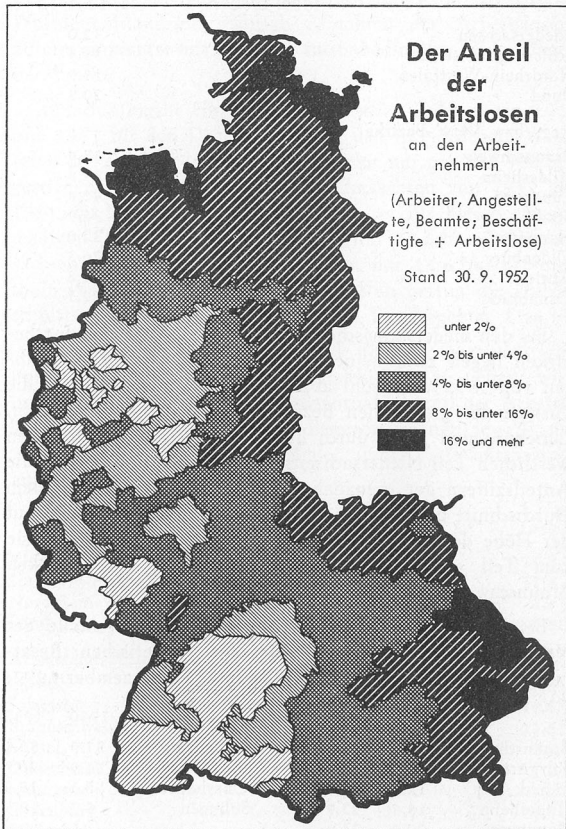 Der Anteil
der
Arbeitslosen
an den Arbeit-
nehmern
(Arbeiter, Angestell-
te, Beamte; Beschäf-
tigte + Arbeitslose)
Stand 30. 9. 1952
unter 2%
2% bis unter 4%
4% bis unter 8%
8% bis unter 16%
16% und mehr